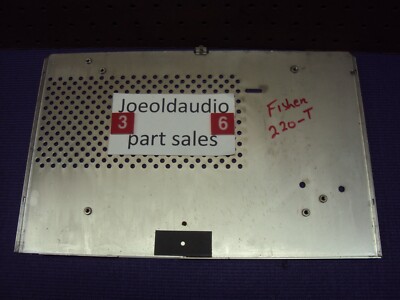 Joeoldaudio
3 6
part sales
Fisher
220-T